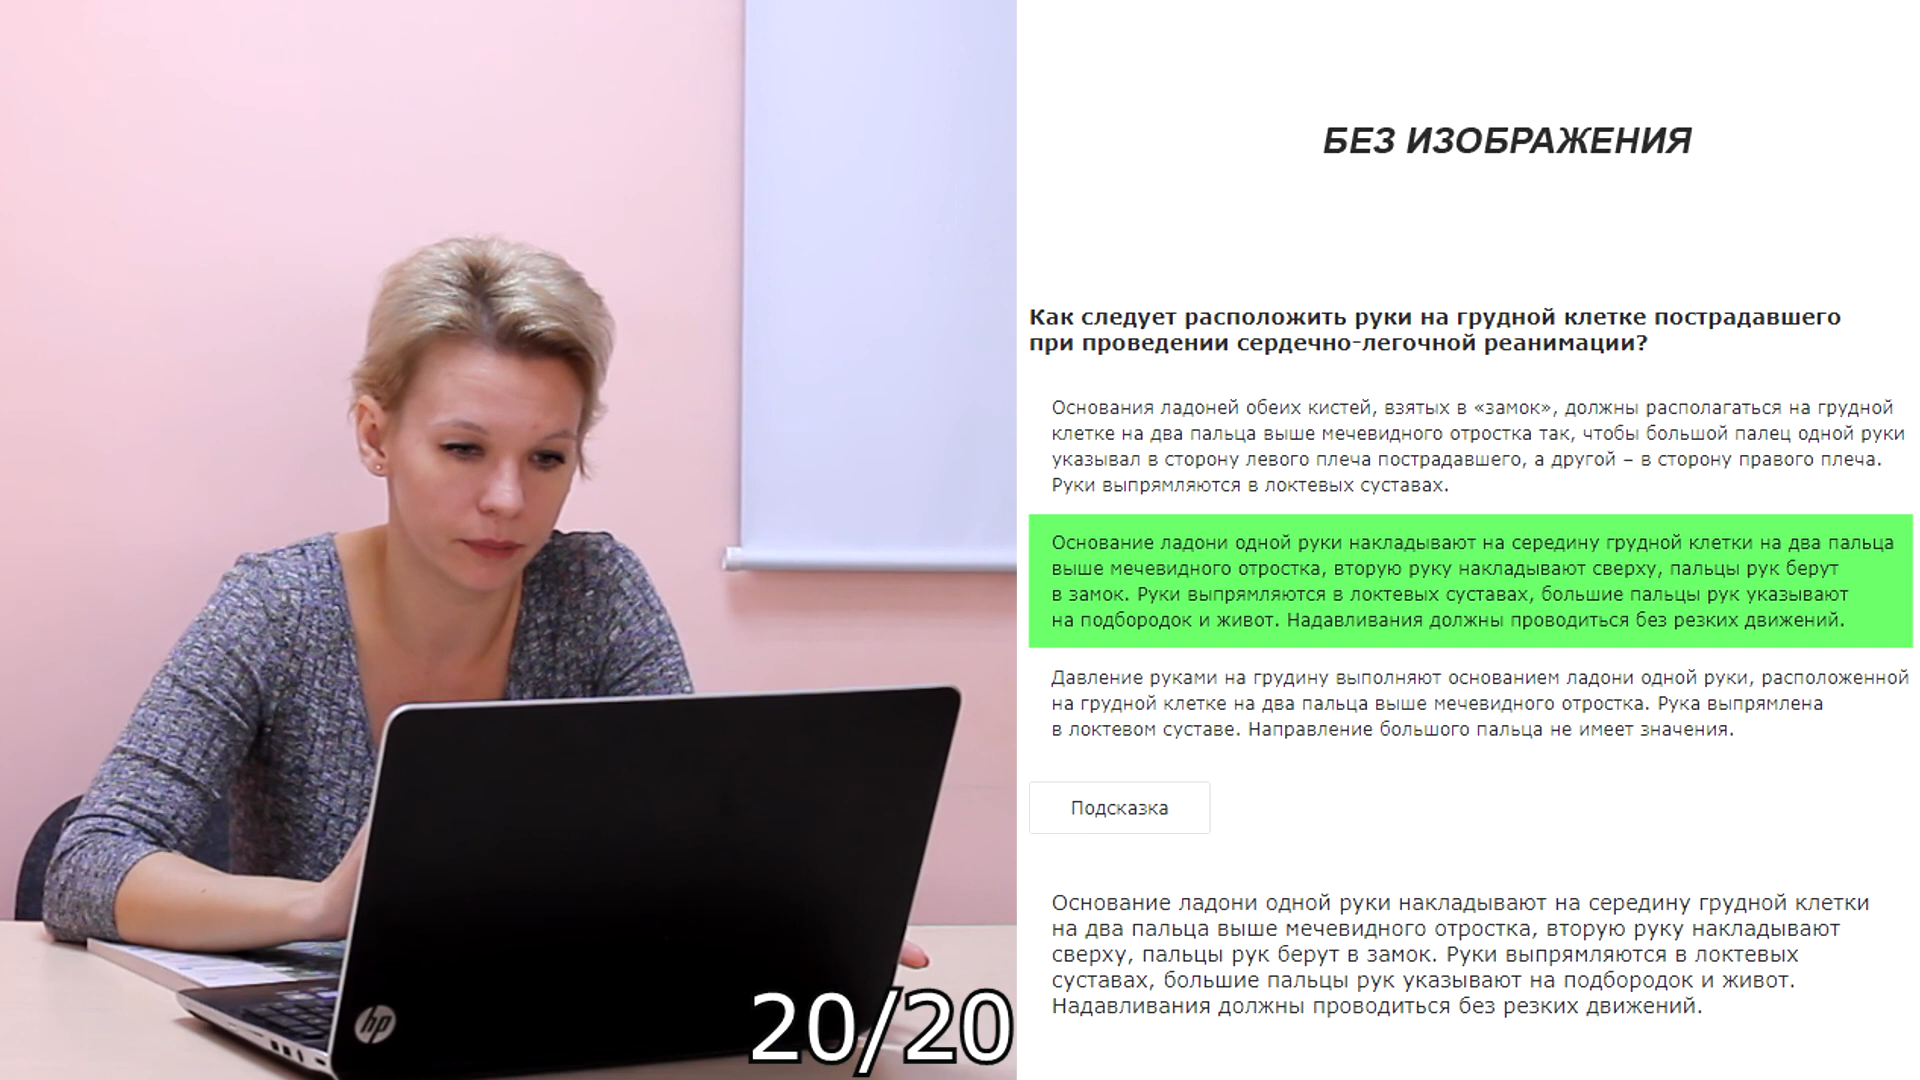 БЕЗ ИЗОБРАЖЕНИЯ
Как следует расположить руки на грудной клетке пострадавшего
при проведении сердечно-легочной реанимации?
Основания ладоней обеих кистей, взятых в «замок», должны располагаться на грудной
клетке на два пальца выше мечевидного отростка так, чтобы большой палец одной руки
указывал в сторону левого плеча пострадавшего, а другой – в сторону правого плеча.
Руки выпрямляются в локтевых суставах.
Основание ладони одной руки накладывают на середину грудной клетки на два пальца
выше мечевидного отростка, вторую руку накладывают сверху, пальцы рук берут
в замок. Руки выпрямляются в локтевых суставах, большие пальцы рук указывают
на подбородок и живот. Надавливания должны проводиться без резких движений.
Давление руками на грудину выполняют основанием ладони одной руки, расположенной
на грудной клетке на два пальца выше мечевидного отростка. Рука выпрямлена
в локтевом суставе. Направление большого пальца не имеет значения.
Подсказка
Основание ладони одной руки накладывают на середину грудной клетки
на два пальца выше мечевидного отростка, вторую руку накладывают
сверху, пальцы рук берут в замок. Руки выпрямляются в локтевых
суставах, большие пальцы рук указывают на подбородок и живот.
Надавливания должны проводиться без резких движений.
hp
20/20